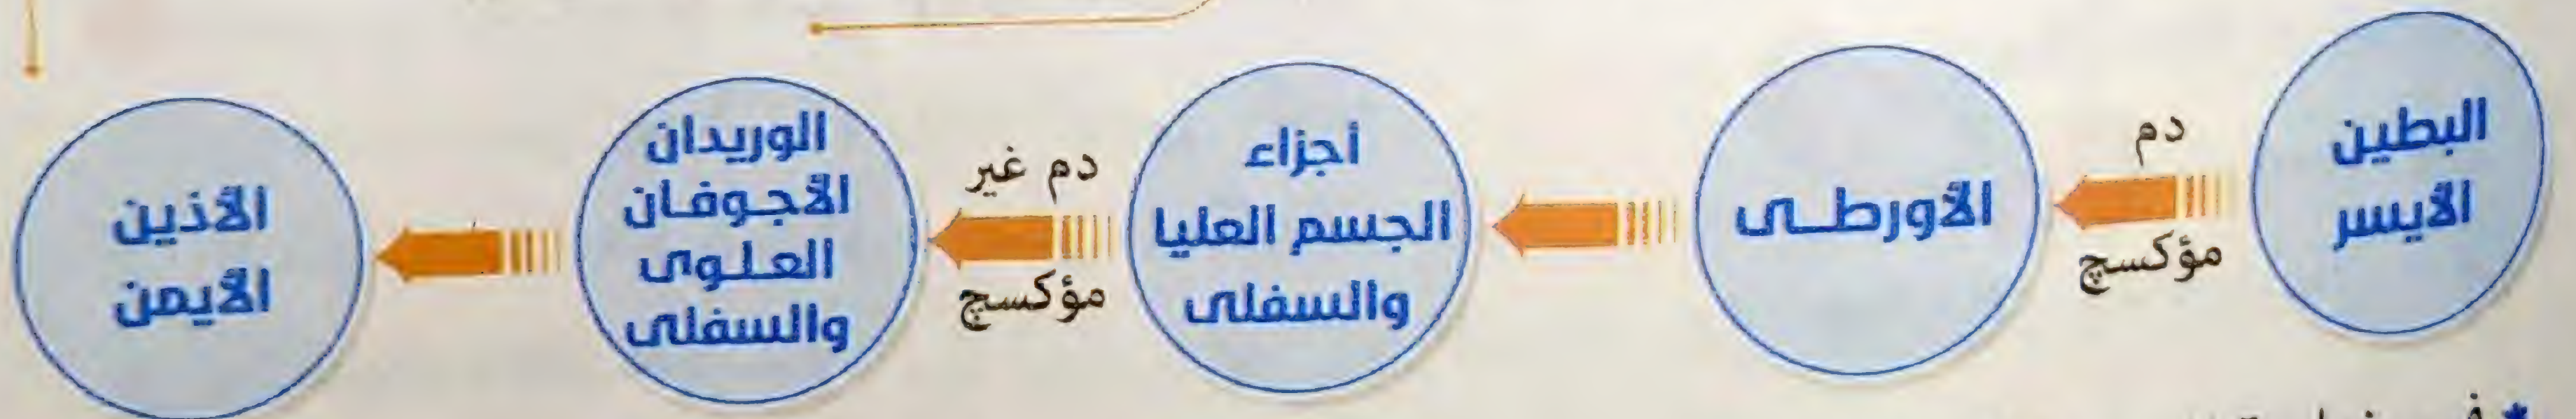 البطين
الأيسر
دم
مؤكسج
الأورطى
أجزاء
الجسم العليا
والسفلى
دم غير
مؤكسج
الوريدان
الأجوفان
العلوى
والسفلى
الأذين
الأيمن